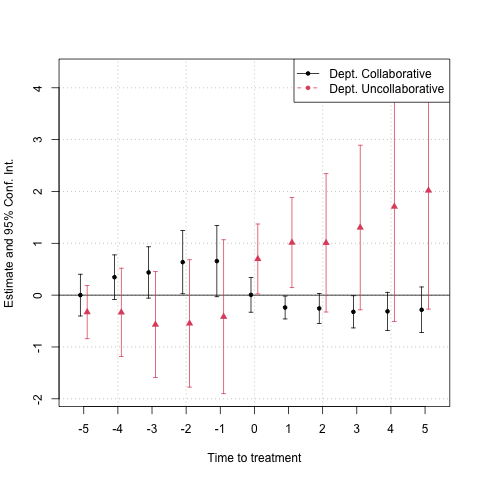 Dept. Collaborative
Dept. Uncollaborative
Estimate and 95% Conf. Int.
4
3
2
1
0
-1
-2
-5 -4 -3 -2 -1 0 1 2 3 4 5
Time to treatment